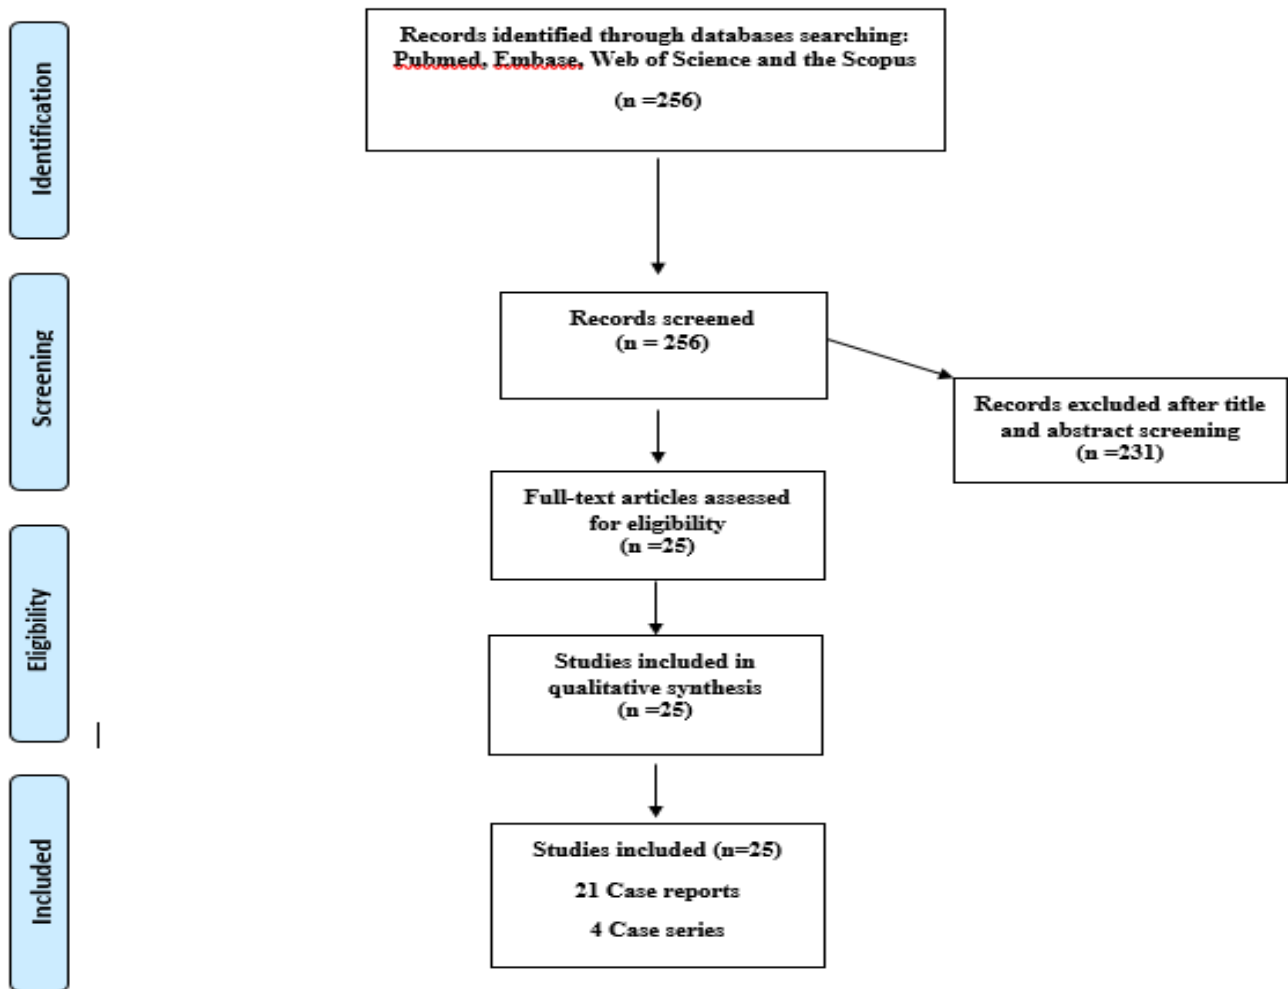 Identification
Records identified through databases searching:
Pubmed, Embase, Web of Science and the Scopus
(n =256)
Screening
Records screened
(n = 256)
Records excluded after title
and abstract screening
(n =231)
Full-text articles assessed
for eligibility
(n =25)
Eligibility
Studies included in
qualitative synthesis
(n =25)
Included
Studies included (n=25)
21 Case reports
4 Case series